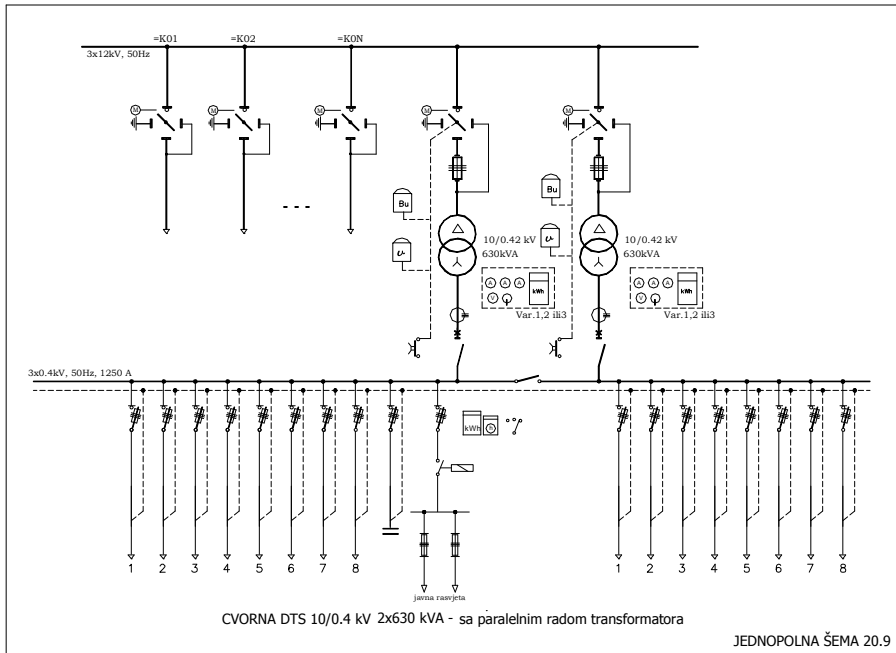 =K01 =K02 =K0N
3x12kV, 50Hz
M M M M M
Bu Bu
10/0.42 kV 10/0.42 kV
630kVA 630kVA
A A A kWh A A A kWh
V V
Var.1,2 ili3 Var.1,2 ili3
3x0.4kV, 50Hz, 1250 A
kWh
1 2 3 4 5 6 7 8 1 2 3 4 5 6 7 8
javna rasvjeta
CVORNA DTS 10/0.4 kV 2x630 kVA - sa paralelnim radom transformatora
JEDNOPOLNA ŠEMA 20.9